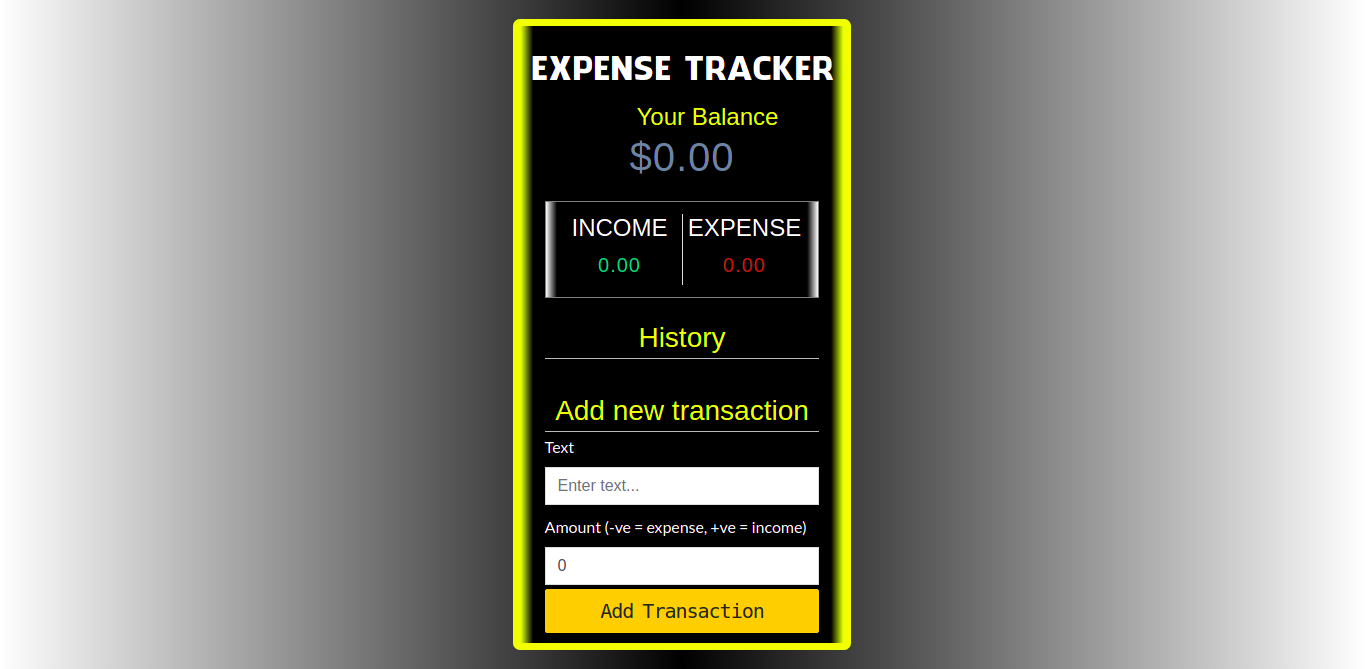 EXPENSE TRACKER
Your Balance
$0.00
INCOME EXPENSE
0.00 0.00
History
Add new transaction
Text
Enter text...
Amount (-ve = expense, +ve = income)
0
Add Transaction